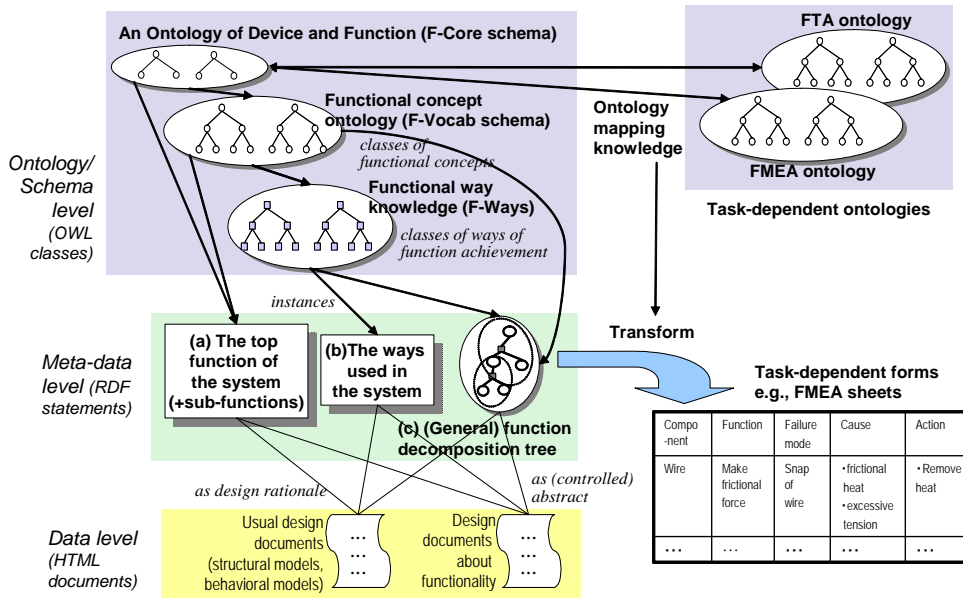 An Ontology of Device and Function (F-Core schema)
FTA ontology
Functional concept
ontology (F-Vocab schema)
classes of
functional concepts
Ontology
mapping
knowledge
FMEA ontology
Task-dependent ontologies
Ontology/
Schema
level
(OWL
classes)
Functional way
knowledge (F-Ways)
classes of ways of
function achievement
instances
Meta-data
level (RDF
statements)
(a) The top
function of
the system
(+sub-functions)
(b)The ways
used in
the system
(c) (General) function
decomposition tree
Transform
Task-dependent forms
e.g., FMEA sheets
Compo
-nent
Function
Failure
mode
Cause
Action
Wire
Make
frictional
force
Snap
of
wire
・frictional
heat
・excessive
tension
・Remove
heat
…
…
…
…
…
as design rationale
as (controlled)
abstract
Data level
(HTML
documents)
Usual design
documents
(structural models,
behavioral models)
…
…
…
Design
documents
about
functionality
…
…
…